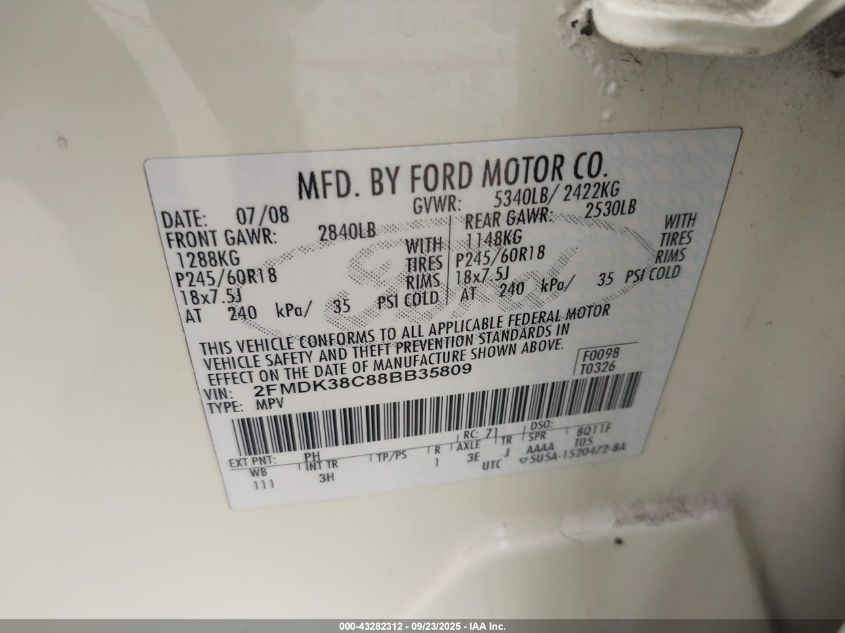 MFD. BY FORD MOTOR CO.
DATE: 07/08 GVWR: 5340LB/ 2422KG
FRONT GAWR: 2840LB REAR GAWR: 2530LB
1288KG WITH 1148KG WITH
P245/60R18 TIRES P245/60R18 TIRES
18x7.5J RIMS 18x7.5J RIMS
AT 240 kPa/ 35 PSI COLD AT 240 kPa/ 35 PSI COLD
Ford
THIS VEHICLE CONFORMS TO ALL APPLICABLE FEDERAL MOTOR
VEHICLE SAFETY AND THEFT PREVENTION STANDARDS IN
EFFECT ON THE DATE OF MANUFACTURE SHOWN ABOVE.
F0098
VIN: 2FMDK38C88BB35809 T0326
TYPE: MPV
RC: 71 DSO:
EXT PNT: PH 8Q11F
WB INT TR TP/PS R AXLE TR SPR T05
111 3H 1 3E J AAAA
UTC 5U5A-1520472-BA
000-43282312 - 09/23/2025 - IAA Inc.